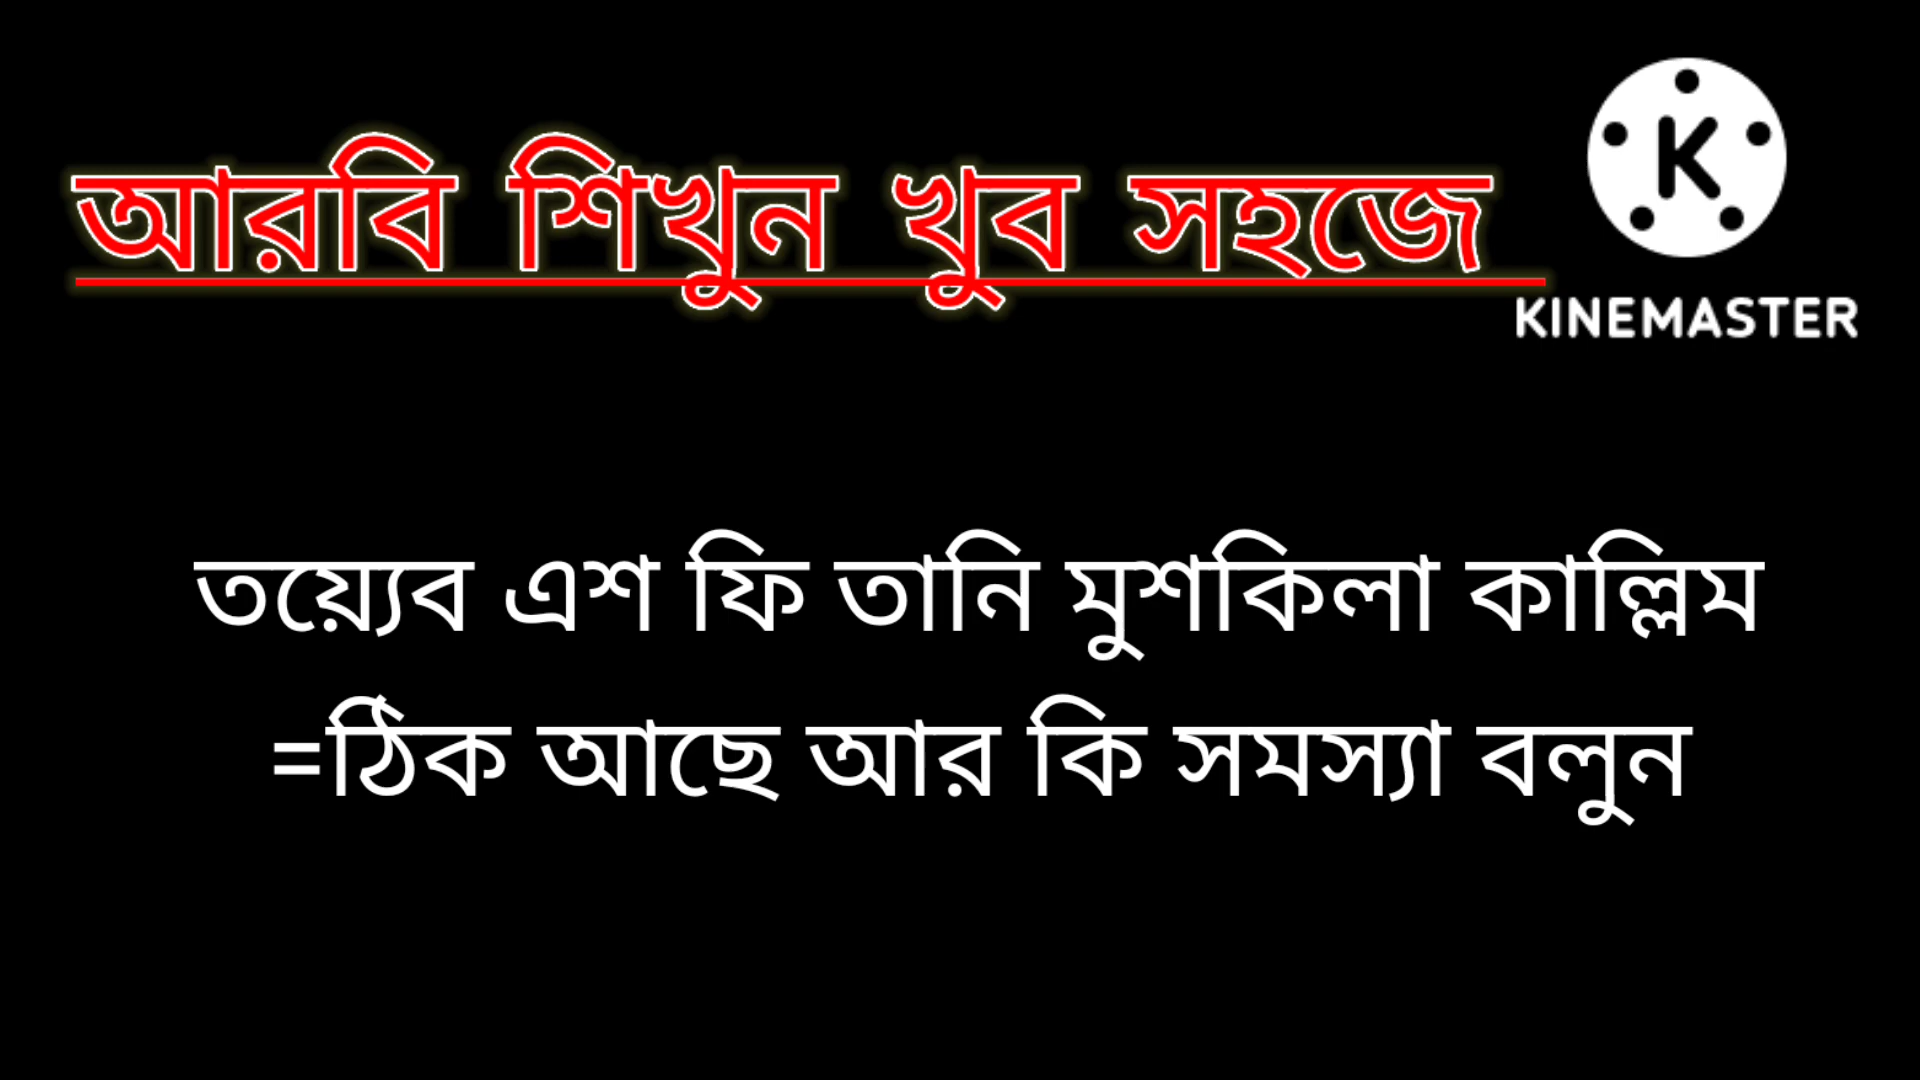 আরবি শিখুন খুব সহজে
KINEMASTER
তয়্যেব এশ ফি তানি মুশকিলা কাল্লিম
=ঠিক আছে আর কি সমস্যা বলুন